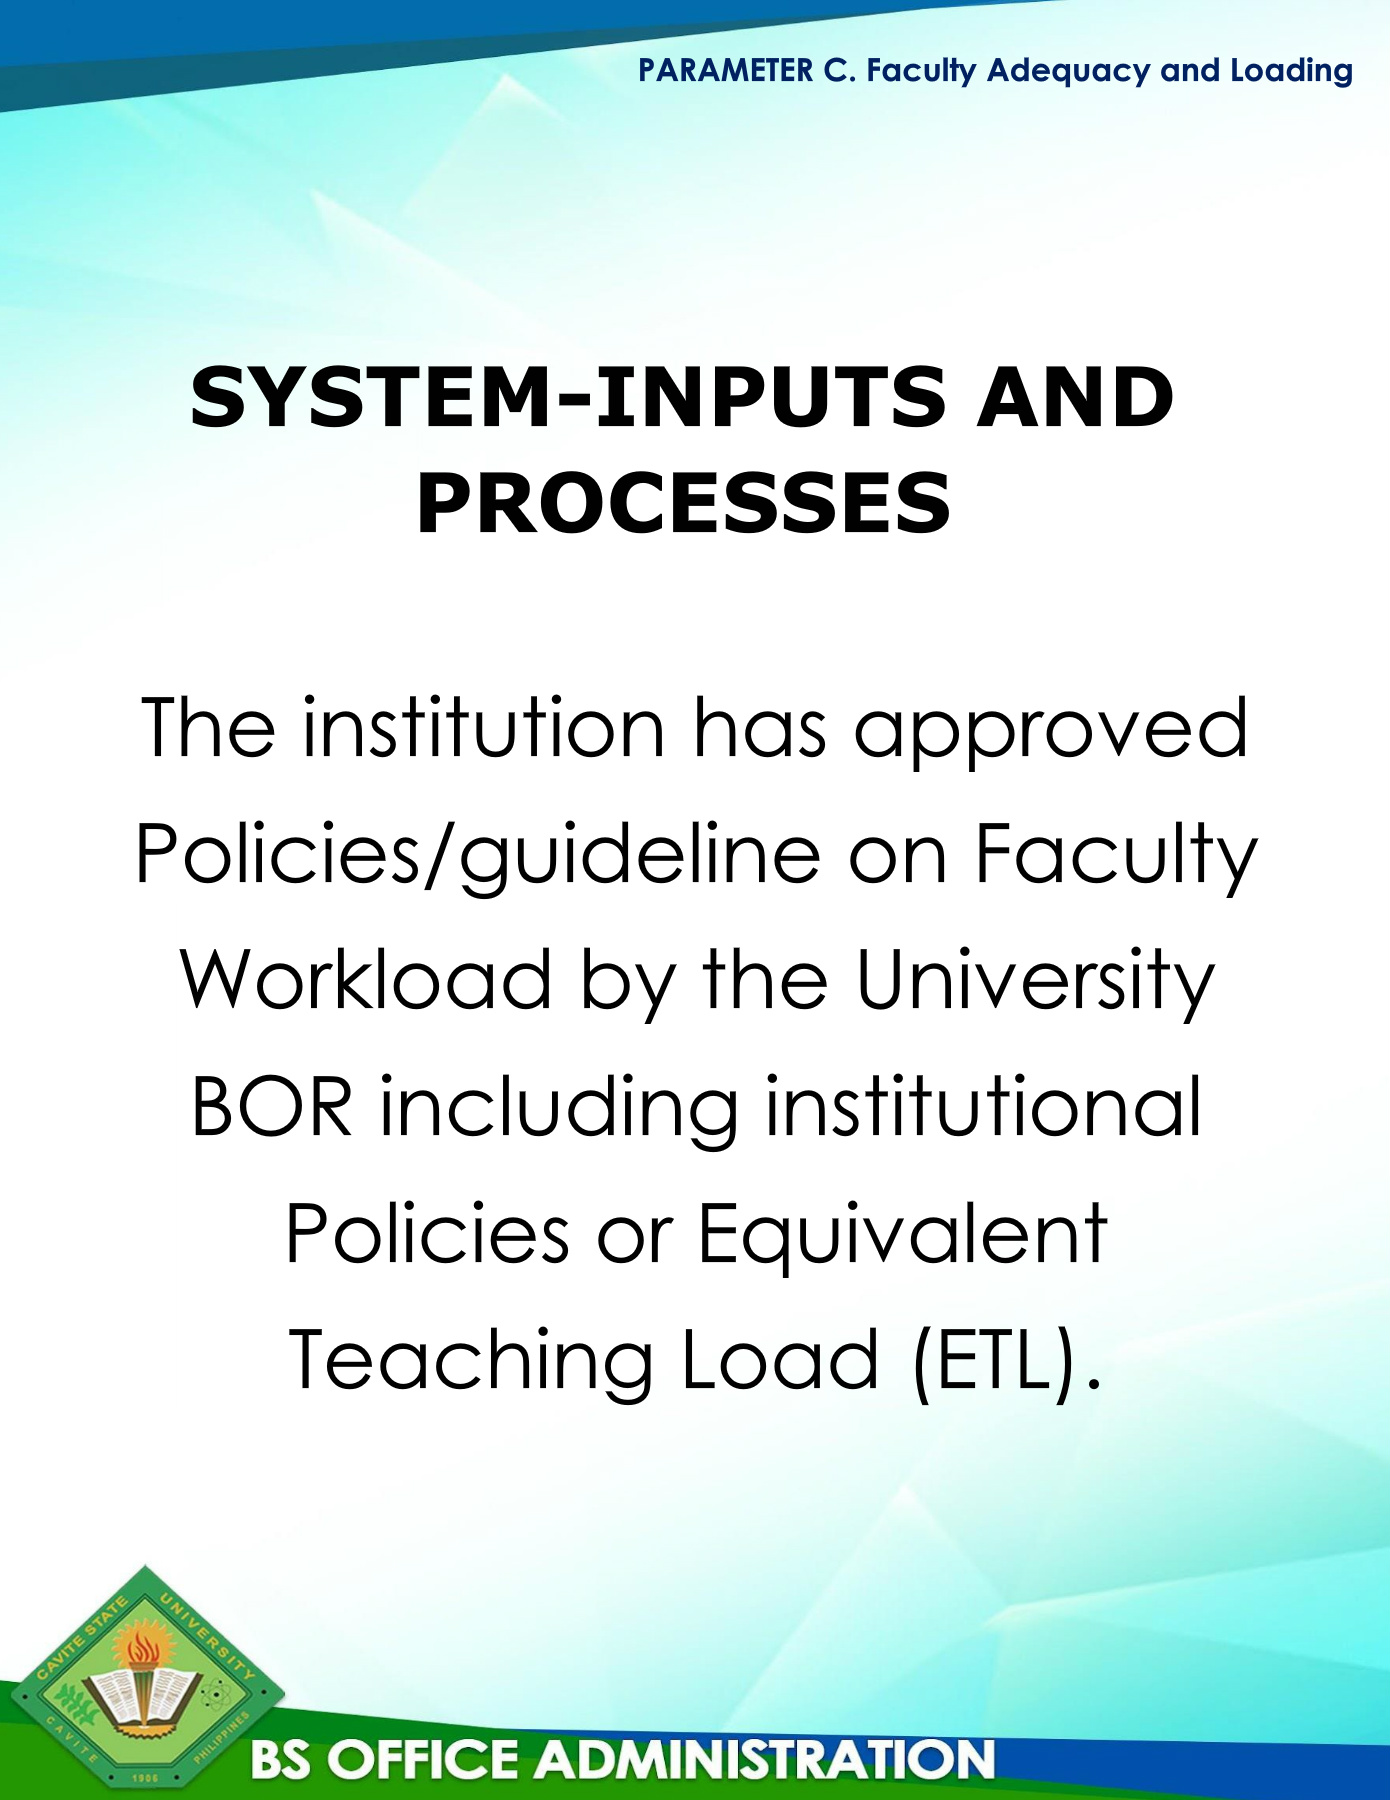 PARAMETER C. Faculty Adequacy and Loading
SYSTEM-INPUTS AND
PROCESSES
The institution has approved
Policies/guideline on Faculty
Workload by the University
BOR including institutional
Policies or Equivalent
Teaching Load (ETL).
CAVITE STATE UNIVERSITY
CAVITE PHILIPPINES
1906
BS OFFICE ADMINISTRATION